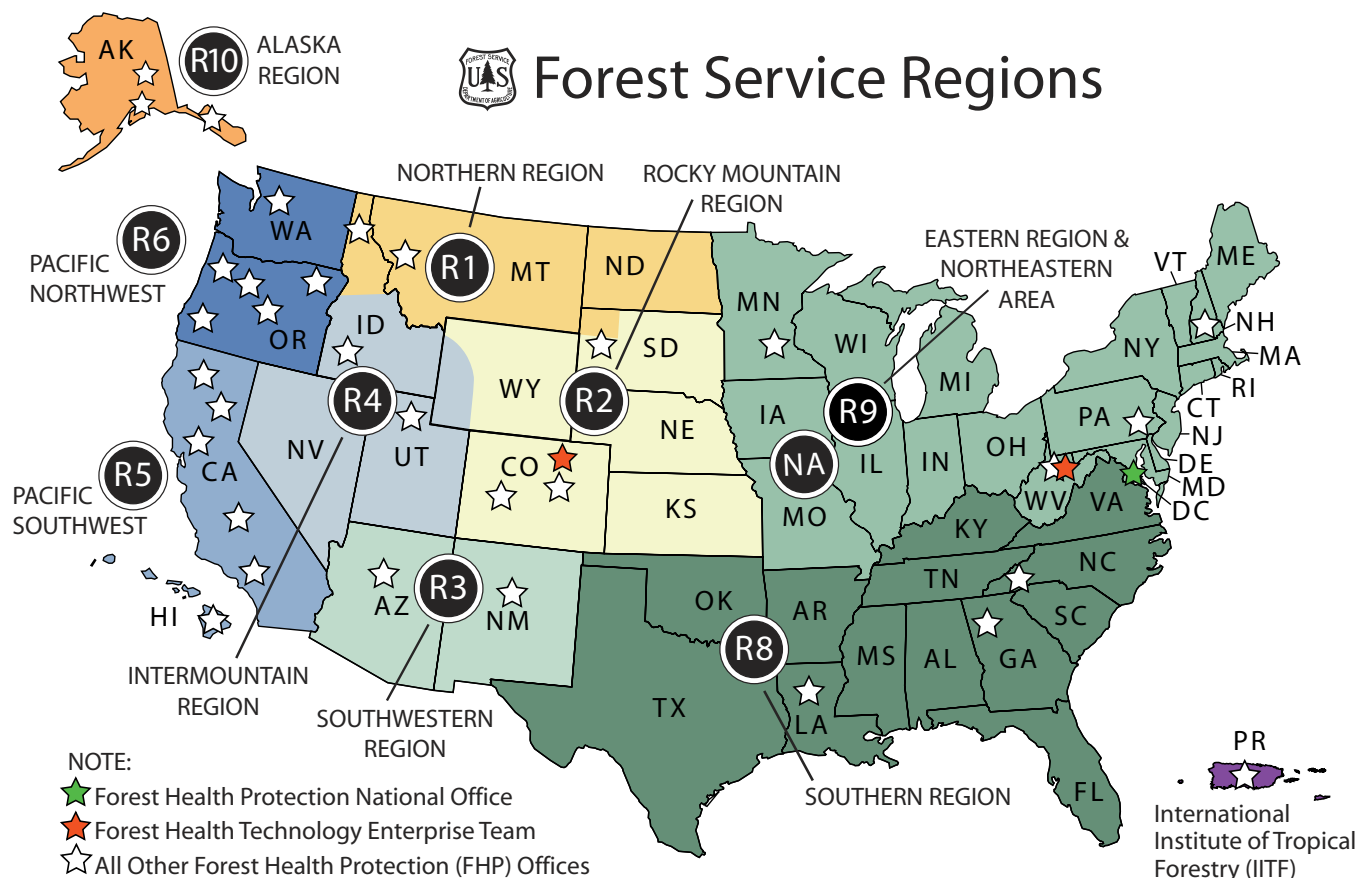 AK
R10
ALASKA
REGION
FOREST SERVICE
U S
DEPARTMENT OF AGRICULTURE
Forest Service Regions
NORTHERN REGION
ROCKY MOUNTAIN
REGION
R6
PACIFIC
NORTHWEST
WA
R1
MT
ND
EASTERN REGION &
NORTHEASTERN
AREA
VT
ME
MN
ID
OR
SD
WI
NY
NH
MA
RI
CT
NJ
DE
MD
DC
MI
WY
R2
R4
NE
IA
R9
PA
OH
IN
IL
NA
NV
UT
CO
KS
MO
WV
VA
KY
R5
PACIFIC
SOUTHWEST
CA
HI
AZ
R3
NM
OK
AR
TN
NC
SC
R8
MS
AL
GA
TX
LA
FL
INTERMOUNTAIN
REGION
SOUTHWESTERN
REGION
SOUTHERN REGION
PR
International
Institute of Tropical
Forestry (IITF)
NOTE:
Forest Health Protection National Office
Forest Health Technology Enterprise Team
All Other Forest Health Protection (FHP) Offices